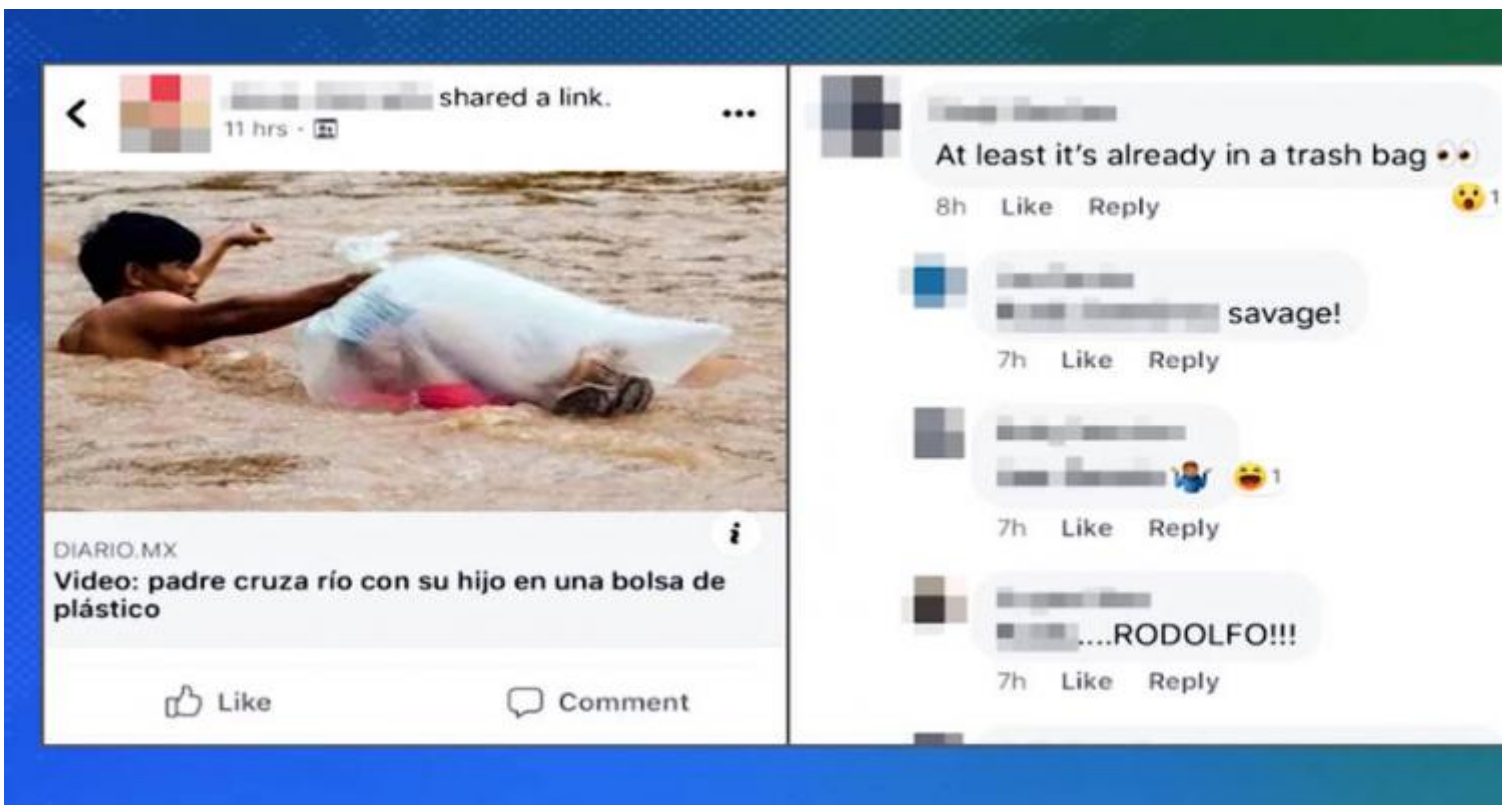 shared a link.
11 hrs ·
DIARIO.MX
Video: padre cruza río con su hijo en una bolsa de
plástico
Like Comment
At least it's already in a trash bag 👀
8h Like Reply
😮 1
savage!
7h Like Reply
🤷🏽‍♂️ 😆 1
7h Like Reply
....RODOLFO!!!
7h Like Reply